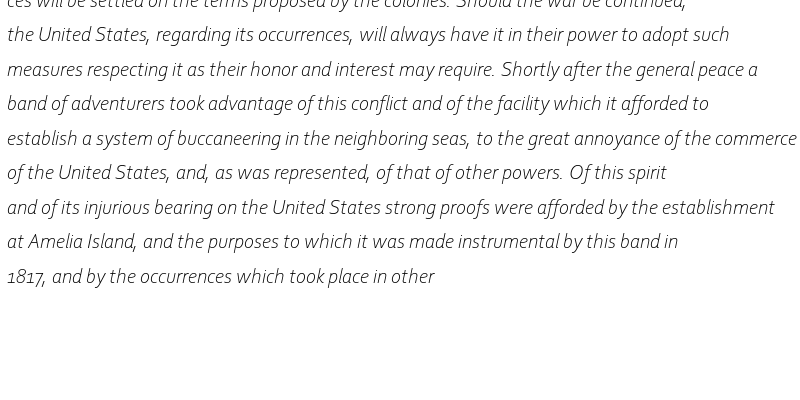 ces will be settled on the terms proposed by the colonies. Should the war be continued,
the United States, regarding its occurrences, will always have it in their power to adopt such
measures respecting it as their honor and interest may require. Shortly after the general peace a
band of adventurers took advantage of this conflict and of the facility which it afforded to
establish a system of buccaneering in the neighboring seas, to the great annoyance of the commerce
of the United States, and, as was represented, of that of other powers. Of this spirit
and of its injurious bearing on the United States strong proofs were afforded by the establishment
at Amelia Island, and the purposes to which it was made instrumental by this band in
1817, and by the occurrences which took place in other